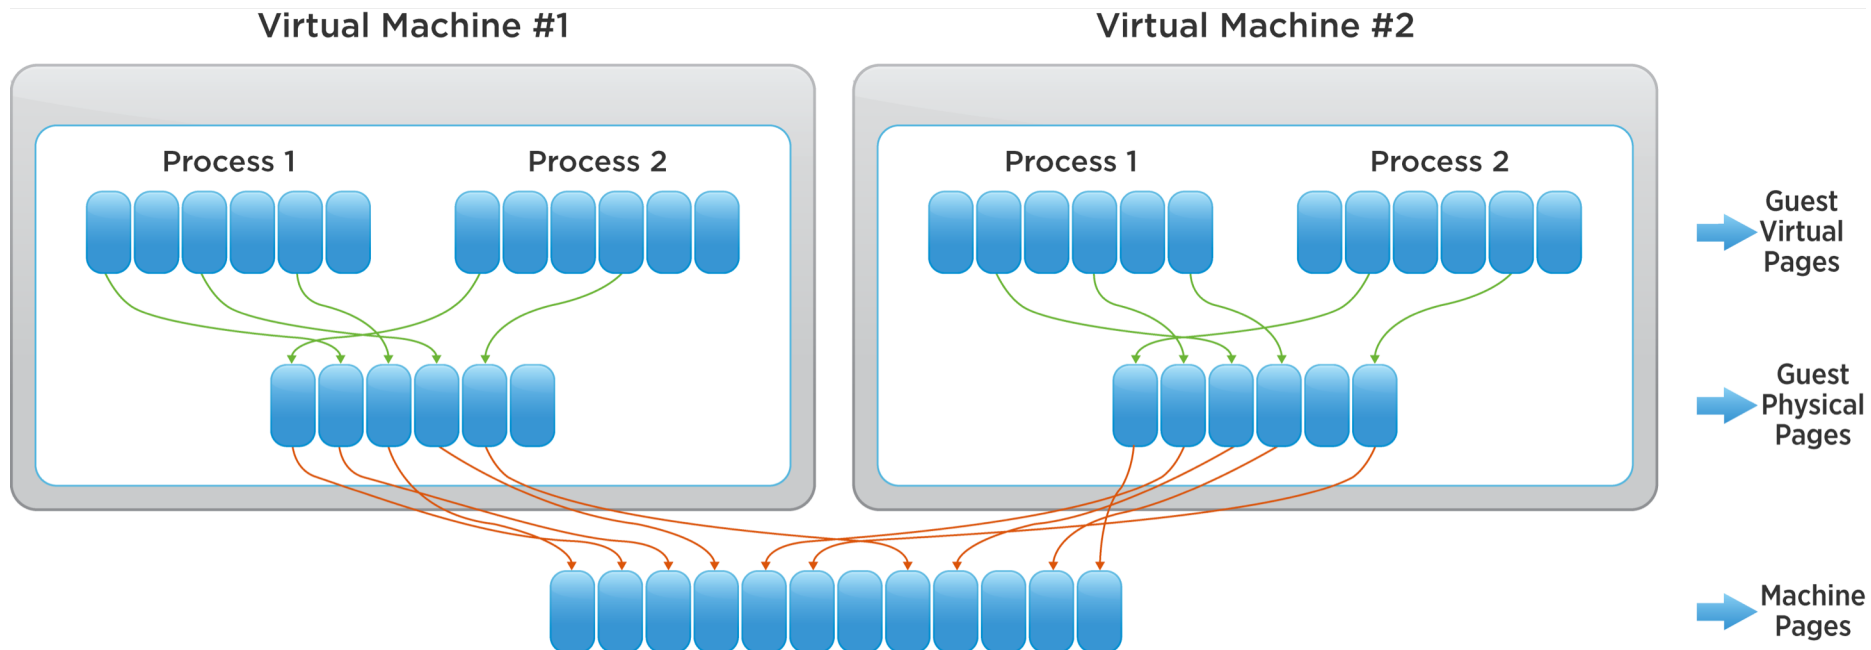 Virtual Machine #1
Virtual Machine #2
Process 1
Process 2
Process 1
Process 2
Guest
Virtual
Pages
Guest
Physical
Pages
Machine
Pages